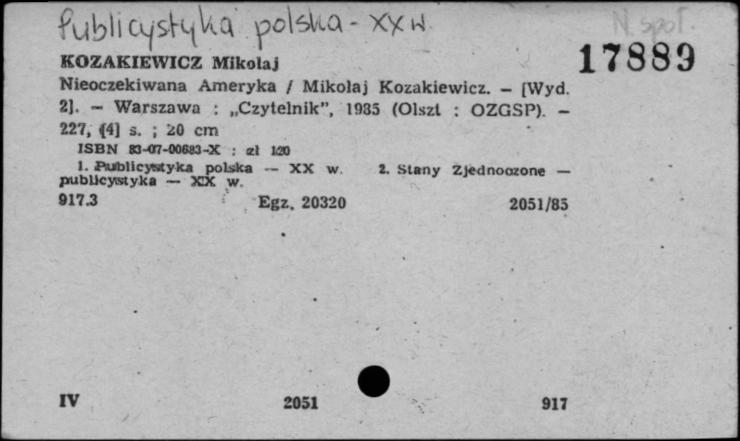 Publicystyka polska - XX w.
N. społ.
17889
KOZAKIEWICZ Mikołaj
Nieoczekiwana Ameryka / Mikołaj Kozakiewicz. — [Wyd.
2]. — Warszawa : „Czytelnik”, 1985 (Olszt : OZGSP). —
227, [4] s. ; 20 cm
ISBN 83-07-00683-X : zł 120
1. Publicystyka polska — XX w. 2. Stany Zjednoczone —
publicystyka — XX w.
917.3 Egz. 20320 2051/85
IV 2051 917